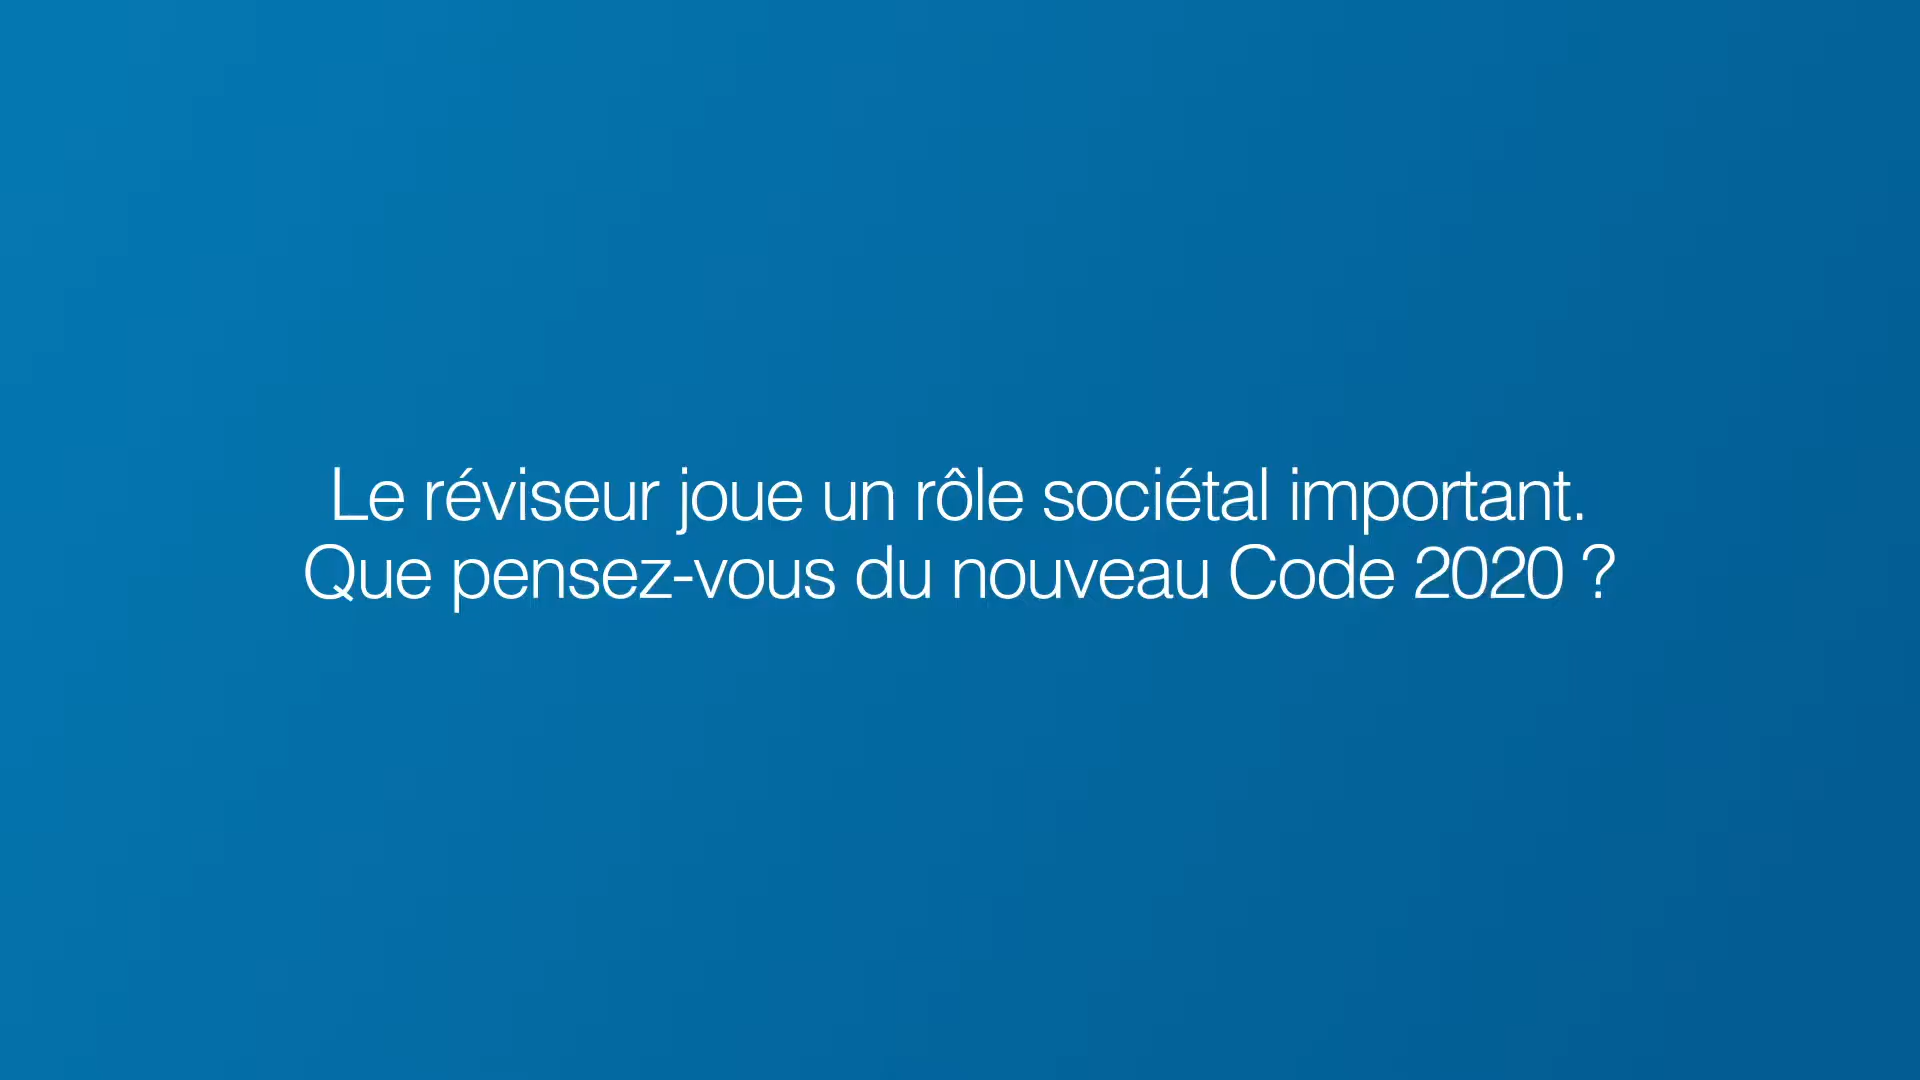 Le réviseur joue un rôle sociétal important.
Que pensez-vous du nouveau Code 2020 ?